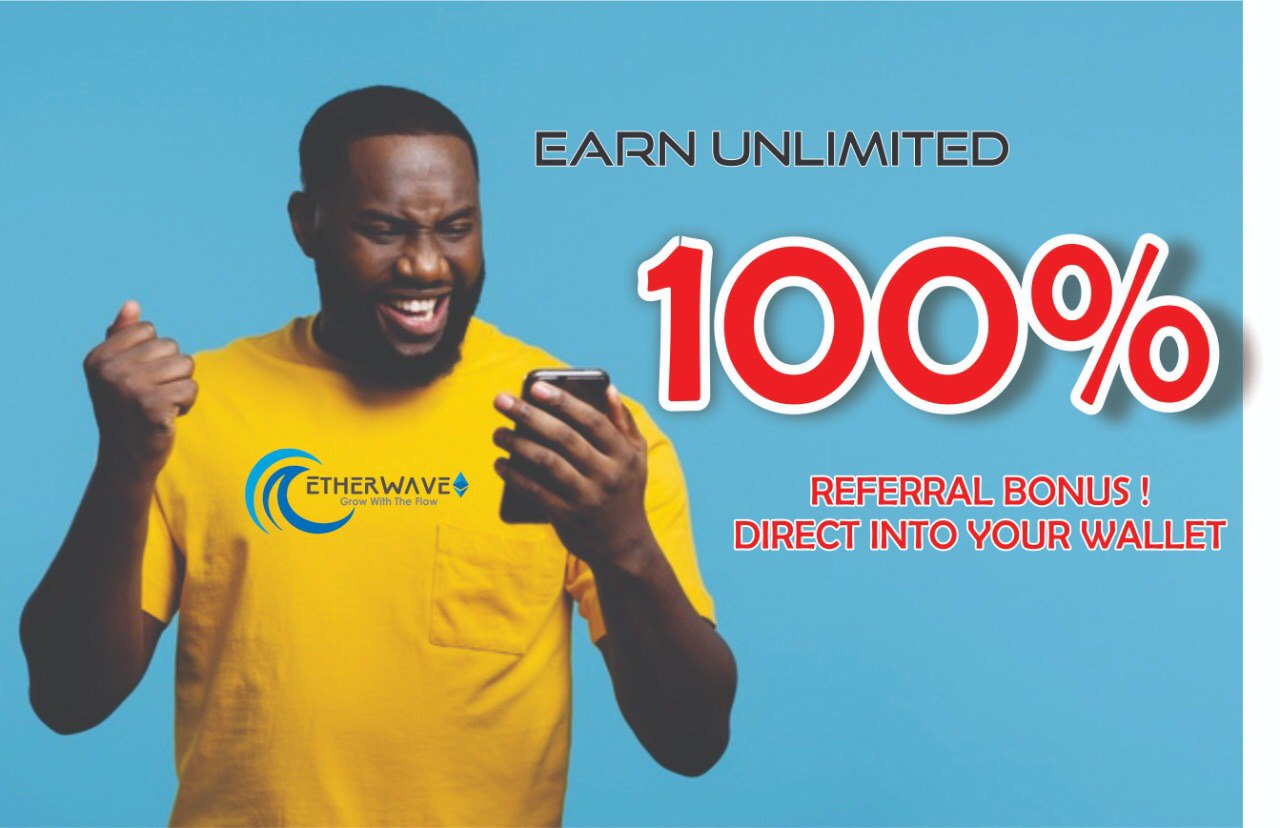 EARN UNLIMITED
100%
REFERRAL BONUS !
DIRECT INTO YOUR WALLET
ETHERWAVE
Grow With The Flow